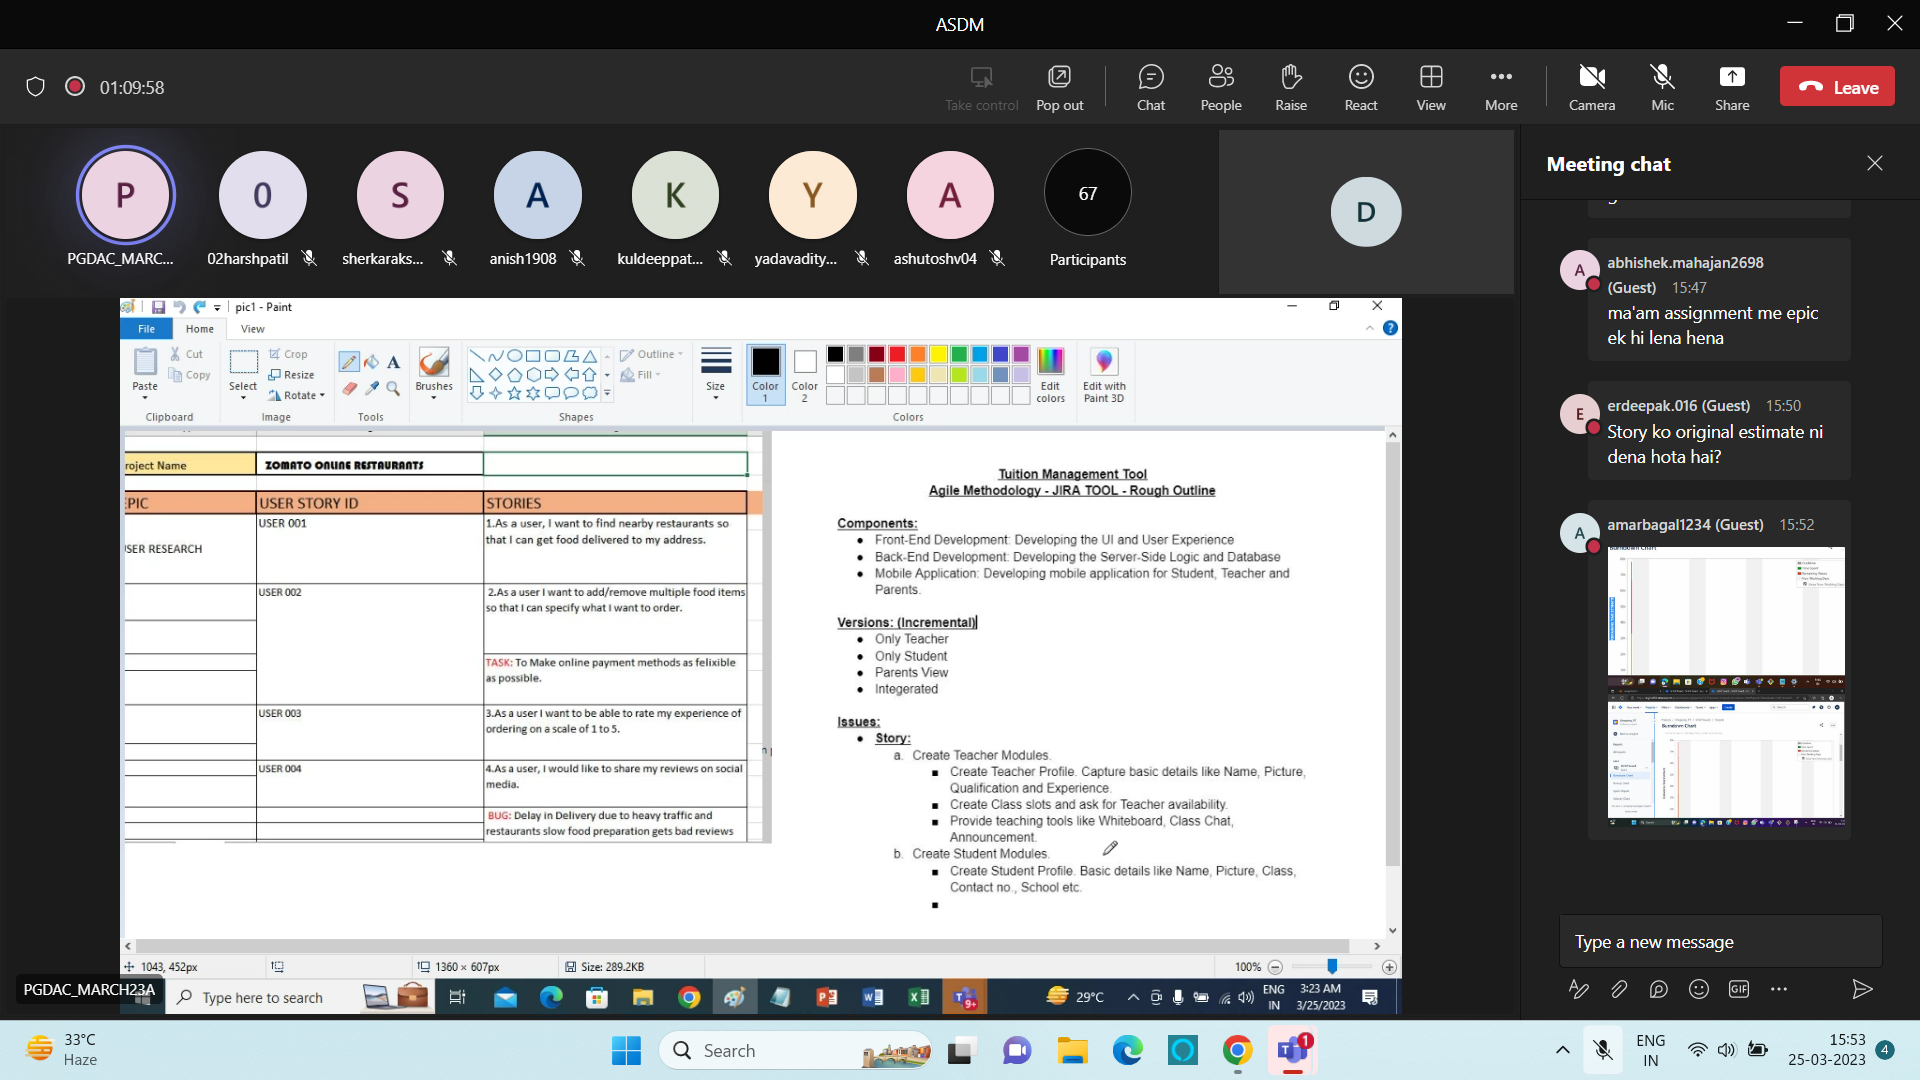 ASDM
01:09:58
Take control
Pop out
Chat
People
Raise
React
View
More
Camera
Mic
Share
Leave
P
0
S
A
K
Y
A
67
D
PGDAC_MARC...
02harshpatil
sherkaraks...
anish1908
kuldeeppat...
yadavadity...
ashutoshv04
Participants
pic1 - Paint
File
Home
View
Paste
Cut
Copy
Clipboard
Select
Crop
Resize
Rotate
Image
A
Tools
Brushes
Shapes
Outline
Fill
Size
Color
1
Color
2
Edit
colors
Edit with
Paint 3D
Colors
roject Name
ZOMATO ONLINE RESTAURANTS
EPIC
USER STORY ID
STORIES
SER RESEARCH
USER 001
1.As a user, I want to find nearby restaurants so
that I can get food delivered to my address.
USER 002
2.As a user I want to add/remove multiple food items
so that I can specify what I want to order.
TASK: To Make online payment methods as felixible
as possible.
USER 003
3.As a user I want to be able to rate my experience of
ordering on a scale of 1 to 5.
USER 004
4.As a user, I would like to share my reviews on social
media.
BUG: Delay in Delivery due to heavy traffic and
restaurants slow food preparation gets bad reviews
Tuition Management Tool
Agile Methodology - JIRA TOOL - Rough Outline
Components:
Front-End Development: Developing the UI and User Experience
Back-End Development: Developing the Server-Side Logic and Database
Mobile Application: Developing mobile application for Student, Teacher and
Parents.
Versions: (Incremental)
Only Teacher
Only Student
Parents View
Integerated
Issues:
Story:
a. Create Teacher Modules.
Create Teacher Profile. Capture basic details like Name, Picture,
Qualification and Experience.
Create Class slots and ask for Teacher availability.
Provide teaching tools like Whiteboard, Class Chat,
Announcement.
b. Create Student Modules.
Create Student Profile. Basic details like Name, Picture, Class,
Contact no., School etc.
1043, 452px
1360 × 607px
Size: 289.2KB
100%
PGDAC_MARCH23A
Type here to search
9+
29°C
ENG
IN
3:23 AM
3/25/2023
Meeting chat
A
abhishek.mahajan2698
(Guest) 15:47
ma'am assignment me epic
ek hi lena hena
E
erdeepak.016 (Guest) 15:50
Story ko original estimate ni
dena hota hai?
A
amarbagal1234 (Guest) 15:52
Burndown Chart
Type a new message
GIF
33°C
Haze
Search
1
ENG
IN
15:53
25-03-2023
4